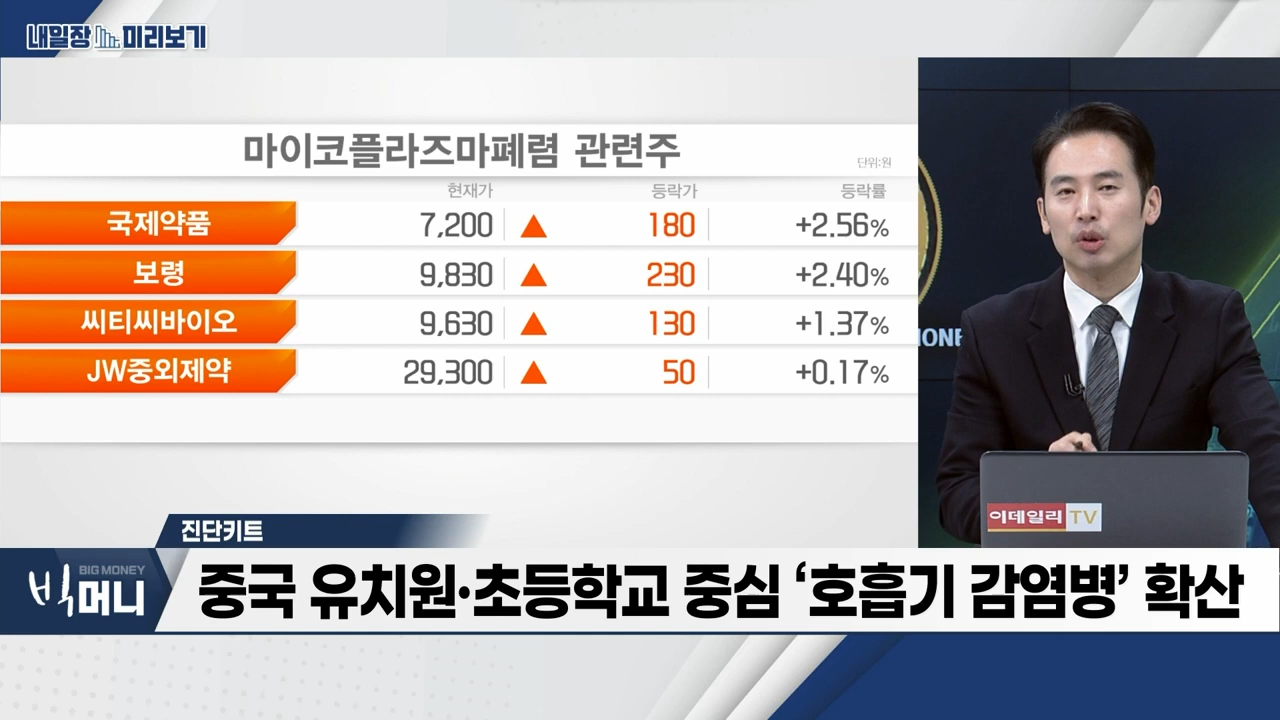 내일장 미리보기
마이코플라즈마폐렴 관련주
단위:원
현재가 등락가 등락률
국제약품 7,200 ▲ 180 +2.56%
보령 9,830 ▲ 230 +2.40%
씨티씨바이오 9,630 ▲ 130 +1.37%
JW중외제약 29,300 ▲ 50 +0.17%
이데일리 TV
진단키트
BIG MONEY
빅머니
중국 유치원·초등학교 중심 ‘호흡기 감염병’ 확산